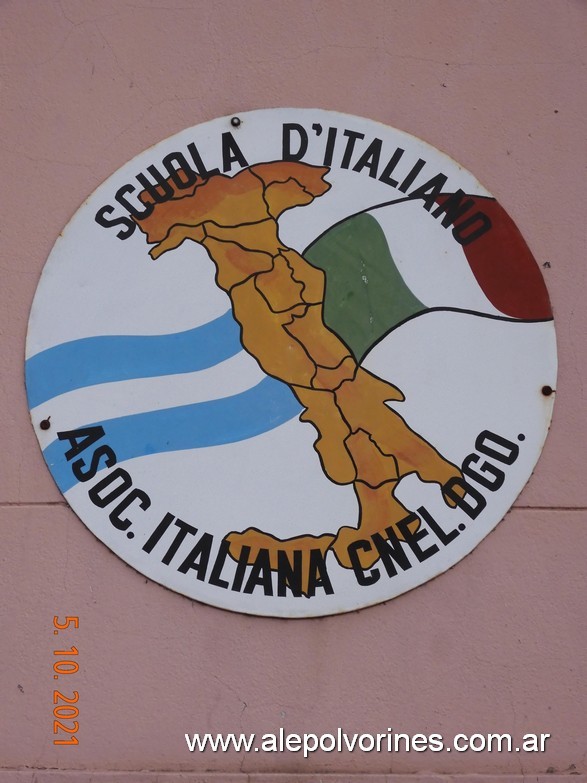 SCUOLA D'ITALIANO
ASOC. ITALIANA CNEL. DGO.
5. 10. 2021
www.alepolvorines.com.ar